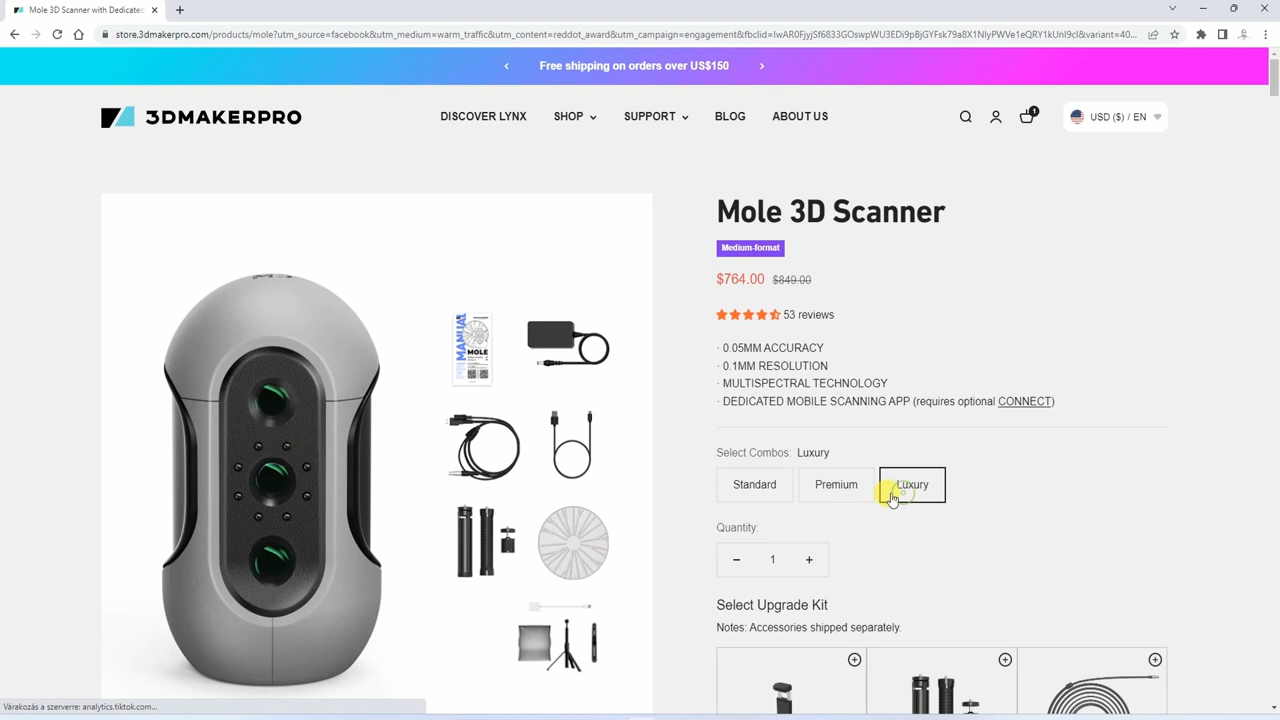 Mole 3D Scanner with Dedicated
store.3dmakerpro.com/products/mole?utm_source=facebook&utm_medium=warm_traffic&utm_content=reddot_award&utm_campaign=engagement&fbclid=
Free shipping on orders over US$150
3DMAKERPRO
DISCOVER LYNX
SHOP
SUPPORT
BLOG
ABOUT US
1
USD ($) / EN
Mole 3D Scanner
Medium-format
$764.00 $849.00
53 reviews
· 0.05MM ACCURACY
· 0.1MM RESOLUTION
· MULTISPECTRAL TECHNOLOGY
· DEDICATED MOBILE SCANNING APP (requires optional CONNECT)
Select Combos: Luxury
Standard
Premium
Luxury
Quantity:
− 1 +
Select Upgrade Kit
Notes: Accessories shipped separately.
MANUAL
MOLE
Várakozás a szerverre: analytics.tiktok.com...